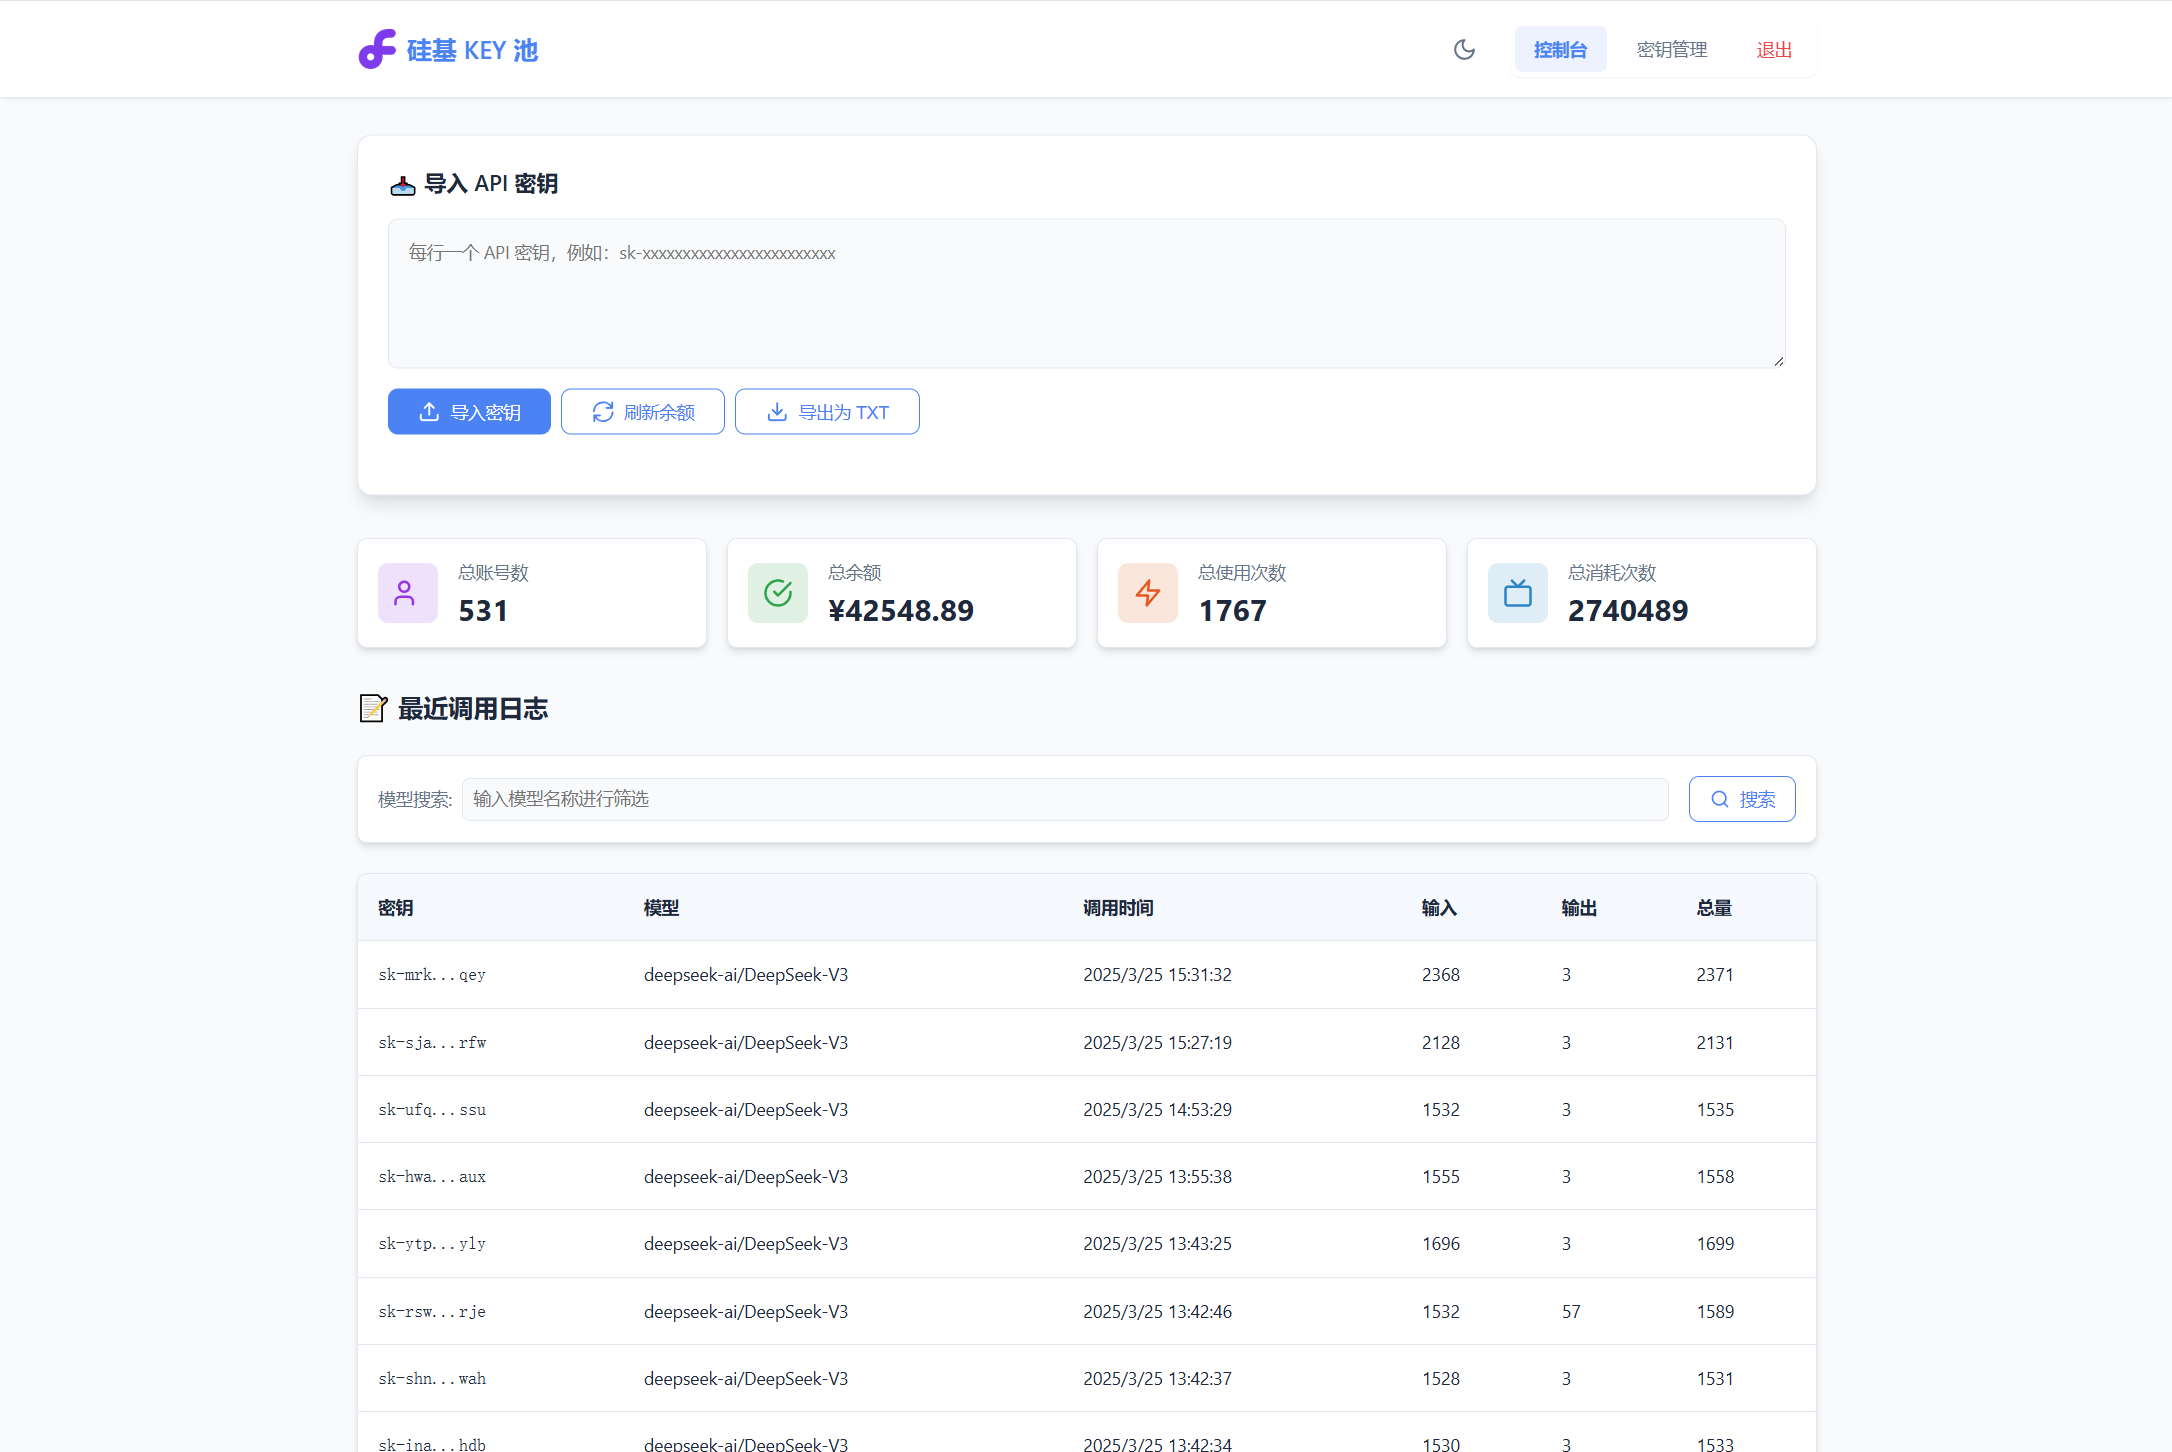 硅基 KEY 池
控制台 密钥管理 退出
导入 API 密钥
每行一个 API 密钥，例如：sk-xxxxxxxxxxxxxxxxxxxxxxxx
导入密钥 刷新余额 导出为 TXT
总账号数 总余额 总使用次数 总消耗次数
531 ¥42548.89 1767 2740489
最近调用日志
模型搜索: 输入模型名称进行筛选 搜索
密钥 模型 调用时间 输入 输出 总量
sk-mrk...qey deepseek-ai/DeepSeek-V3 2025/3/25 15:31:32 2368 3 2371
sk-sja...rfw deepseek-ai/DeepSeek-V3 2025/3/25 15:27:19 2128 3 2131
sk-ufq...ssu deepseek-ai/DeepSeek-V3 2025/3/25 14:53:29 1532 3 1535
sk-hwa...aux deepseek-ai/DeepSeek-V3 2025/3/25 13:55:38 1555 3 1558
sk-ytp...yly deepseek-ai/DeepSeek-V3 2025/3/25 13:43:25 1696 3 1699
sk-rsw...rje deepseek-ai/DeepSeek-V3 2025/3/25 13:42:46 1532 57 1589
sk-shn...wah deepseek-ai/DeepSeek-V3 2025/3/25 13:42:37 1528 3 1531
sk-ina...hdb deepseek-ai/DeepSeek-V3 2025/3/25 13:42:34 1530 3 1533